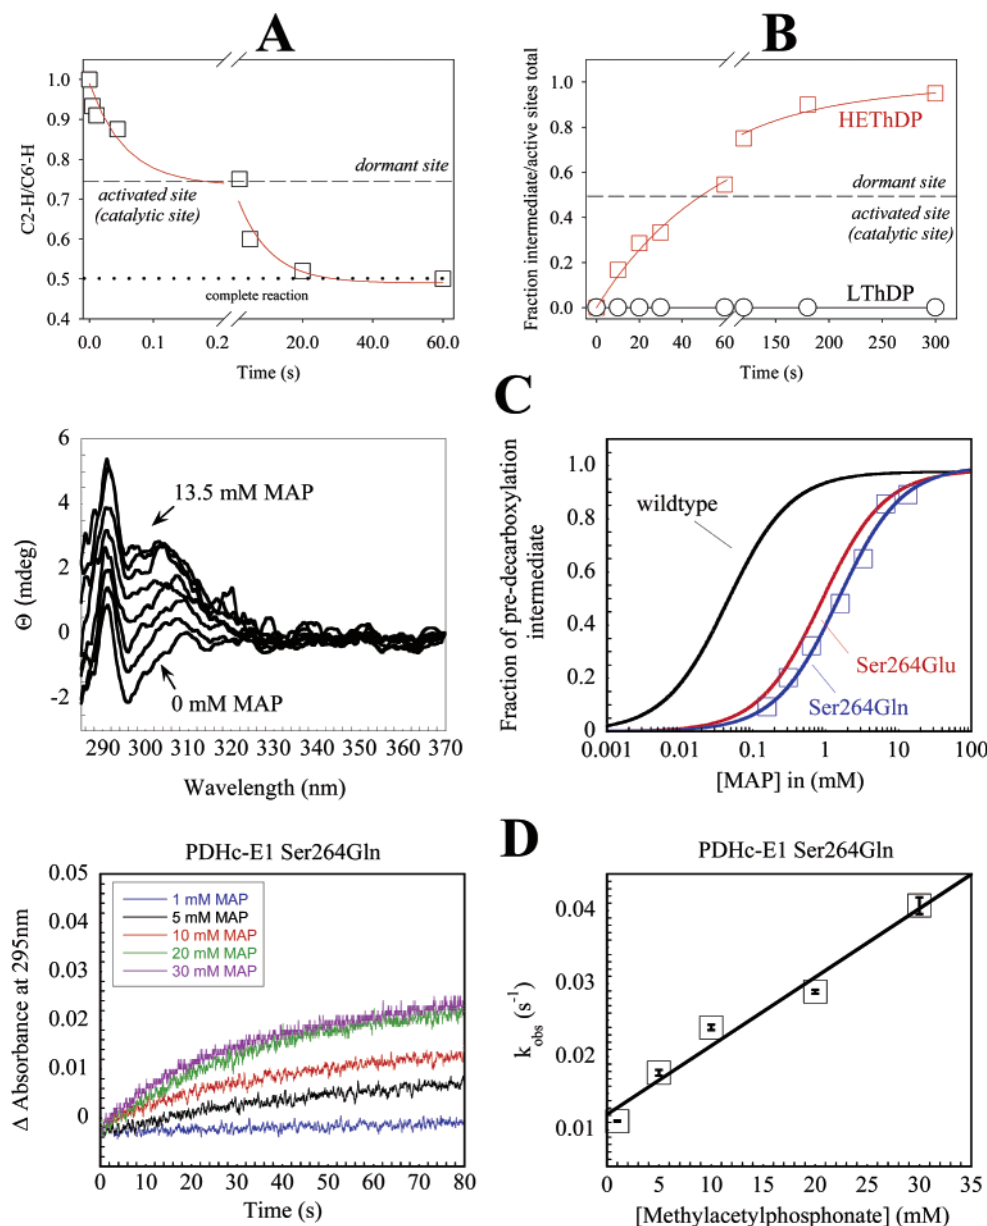 A
C2-H/C6'-H
1.0
0.9
0.8
0.7
0.6
0.5
0.4
dormant site
activated site
(catalytic site)
complete reaction
0.0 0.1 0.2 20.0 40.0 60.0
Time (s)
B
Fraction intermediate/active sites total
1.0
0.8
0.6
0.4
0.2
0.0
HEThDP
dormant site
activated site
(catalytic site)
LThDP
0 20 40 60 150 200 250 300
Time (s)
C
Θ (mdeg)
6
4
2
0
-2
13.5 mM MAP
0 mM MAP
290 300 310 320 330 340 350 360 370
Wavelength (nm)
Fraction of pre-decarboxylation
intermediate
1.0
0.8
0.6
0.4
0.2
0
wildtype
Ser264Glu
Ser264Gln
0.001 0.01 0.1 1 10 100
[MAP] in (mM)
D
PDHc-E1 Ser264Gln
Δ Absorbance at 295nm
0.05
0.04
0.03
0.02
0.01
0
1 mM MAP
5 mM MAP
10 mM MAP
20 mM MAP
30 mM MAP
0 10 20 30 40 50 60 70 80
Time (s)
PDHc-E1 Ser264Gln
kobs (s-1)
0.04
0.03
0.02
0.01
0 5 10 15 20 25 30 35
[Methylacetylphosphonate] (mM)